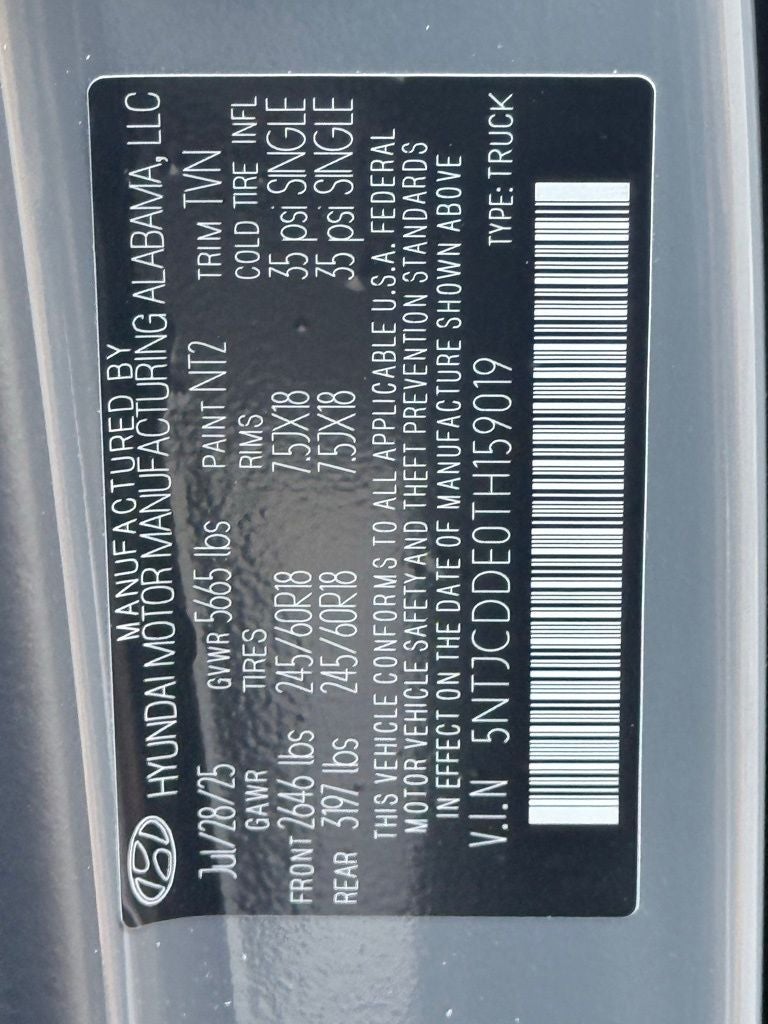 MANUFACTURED BY
HYUNDAI MOTOR MANUFACTURING ALABAMA, LLC
Jul/28/25 GVWR 5665 lbs PAINT NT2 TRIM TVN
GAWR TIRES RIMS COLD TIRE INFL
FRONT 2646 lbs 245/60R18 7.5JX18 35 psi SINGLE
REAR 3197 lbs 245/60R18 7.5JX18 35 psi SINGLE
THIS VEHICLE CONFORMS TO ALL APPLICABLE U.S.A. FEDERAL
MOTOR VEHICLE SAFETY AND THEFT PREVENTION STANDARDS
IN EFFECT ON THE DATE OF MANUFACTURE SHOWN ABOVE
V.I.N 5NTJCDDE0TH159019 TYPE: TRUCK